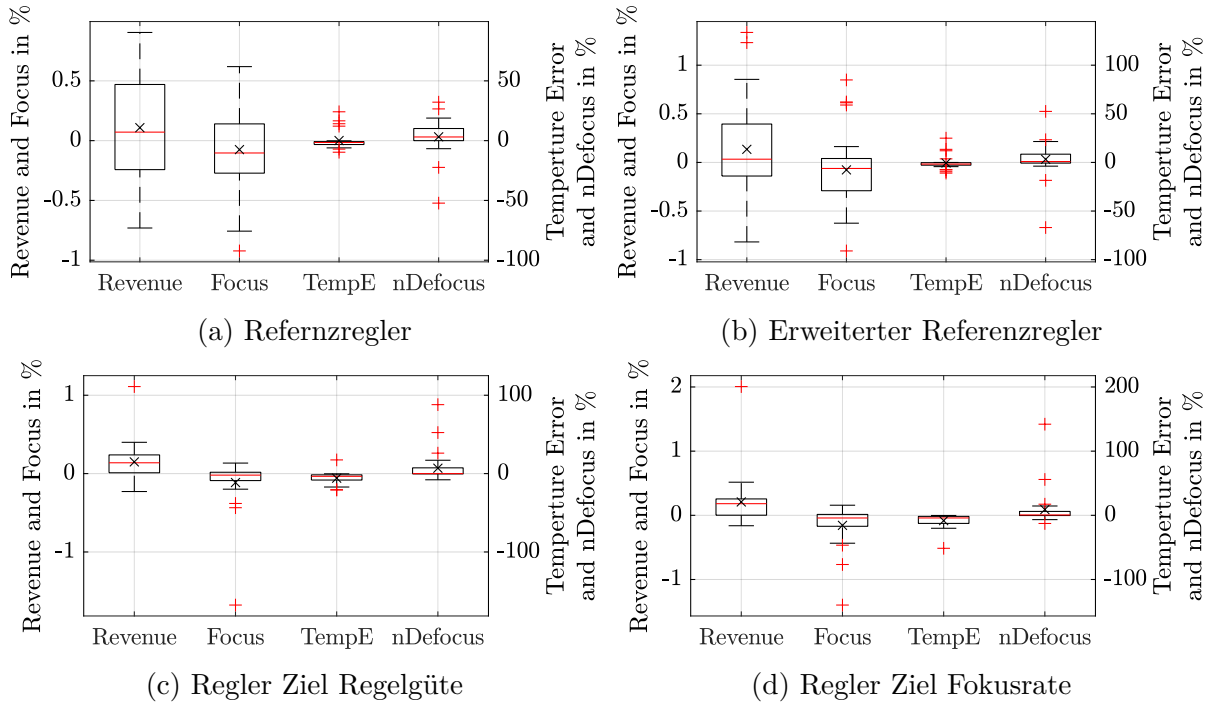 Revenue and Focus in %
0.5
0
-0.5
-1
50
0
-50
-100
Temperture Error
and nDefocus in %
Revenue Focus TempE nDefocus
(a) Refernzregler
Revenue and Focus in %
1
0.5
0
-0.5
-1
100
50
0
-50
-100
Temperture Error
and nDefocus in %
Revenue Focus TempE nDefocus
(b) Erweiterter Referenzregler
Revenue and Focus in %
1
0
-1
100
0
-100
Temperture Error
and nDefocus in %
Revenue Focus TempE nDefocus
(c) Regler Ziel Regelgüte
Revenue and Focus in %
2
1
0
-1
200
100
0
-100
Temperture Error
and nDefocus in %
Revenue Focus TempE nDefocus
(d) Regler Ziel Fokusrate